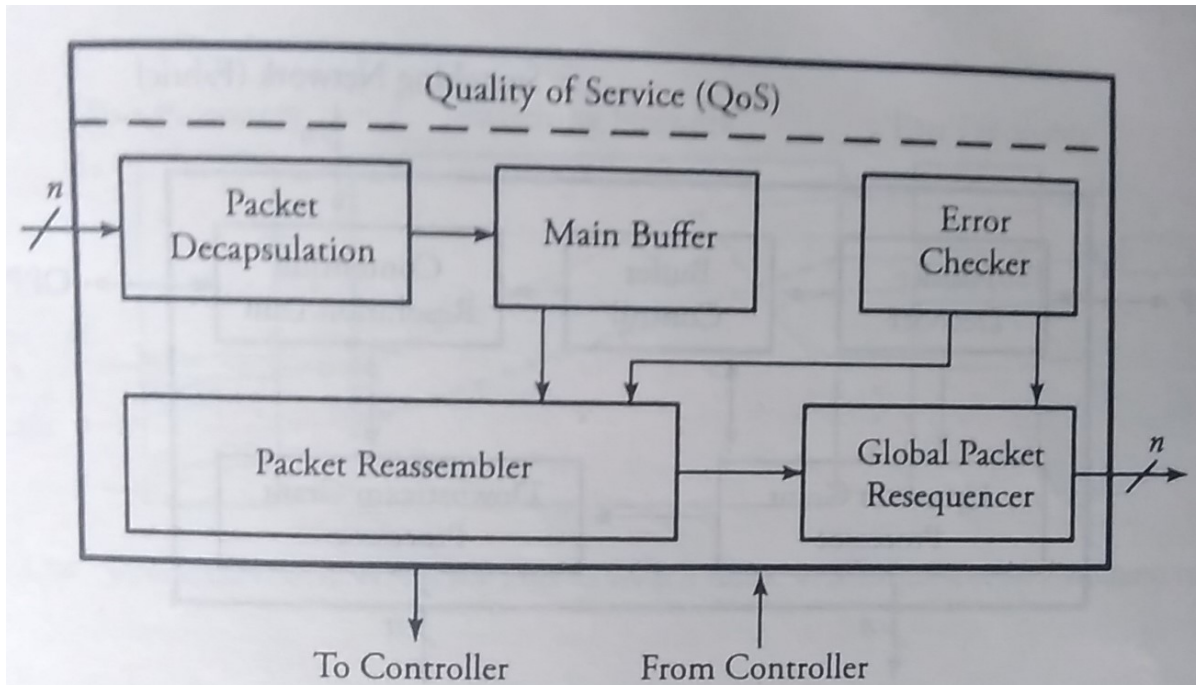 Quality of Service (QoS)
n
Packet
Decapsulation
Main Buffer
Error
Checker
Packet Reassembler
Global Packet
Resequencer
n
To Controller
From Controller